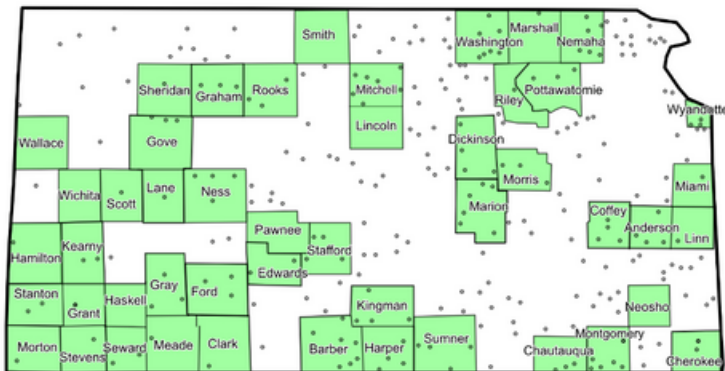 Smith
Washington
Marshall
Nemaha
Sheridan
Graham
Rooks
Mitchell
Riley
Pottawatomie
Wyandotte
Wallace
Gove
Lincoln
Dickinson
Wichita
Scott
Lane
Ness
Morris
Miami
Marion
Coffey
Anderson
Linn
Hamilton
Kearny
Pawnee
Stafford
Edwards
Stanton
Grant
Haskell
Gray
Ford
Kingman
Neosho
Morton
Stevens
Seward
Meade
Clark
Barber
Harper
Sumner
Chautauqua
Montgomery
Cherokee